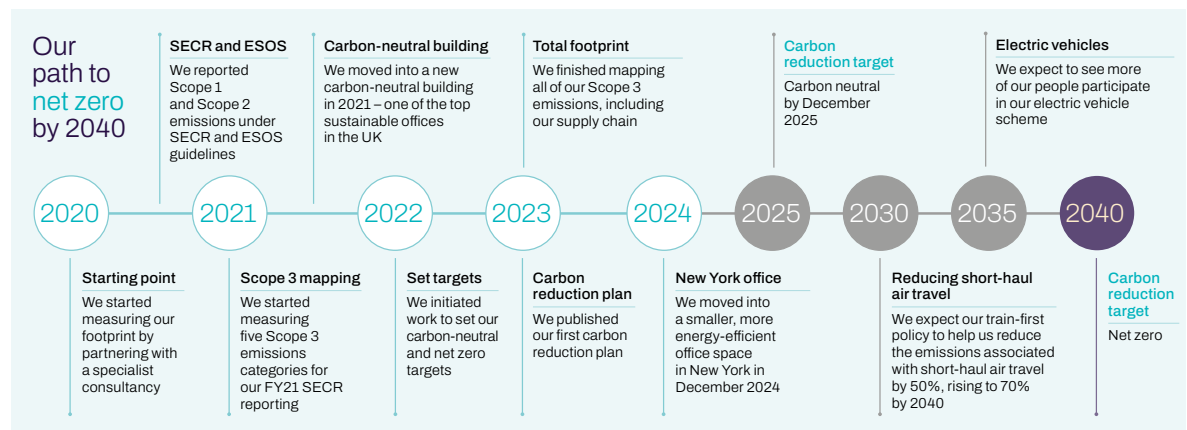 Our
path to
net zero
by 2040
SECR and ESOS
We reported
Scope 1
and Scope 2
emissions under
SECR and ESOS
guidelines
Carbon-neutral building
We moved into a new
carbon-neutral building
in 2021 – one of the top
sustainable offices
in the UK
Total footprint
We finished mapping
all of our Scope 3
emissions, including
our supply chain
Carbon
reduction target
Carbon neutral
by December
2025
Electric vehicles
We expect to see more
of our people participate
in our electric vehicle
scheme
2020
2021
2022
2023
2024
2025
2030
2035
2040
Starting point
We started
measuring our
footprint by
partnering with
a specialist
consultancy
Scope 3 mapping
We started
measuring
five Scope 3
emissions
categories for
our FY21 SECR
reporting
Set targets
We initiated
work to set our
carbon-neutral
and net zero
targets
Carbon
reduction plan
We published
our first carbon
reduction plan
New York office
We moved into
a smaller, more
energy-efficient
office space
in New York in
December 2024
Reducing short-haul
air travel
We expect our train-first
policy to help us reduce
the emissions associated
with short-haul air travel
by 50%, rising to 70%
by 2040
Carbon
reduction
target
Net zero